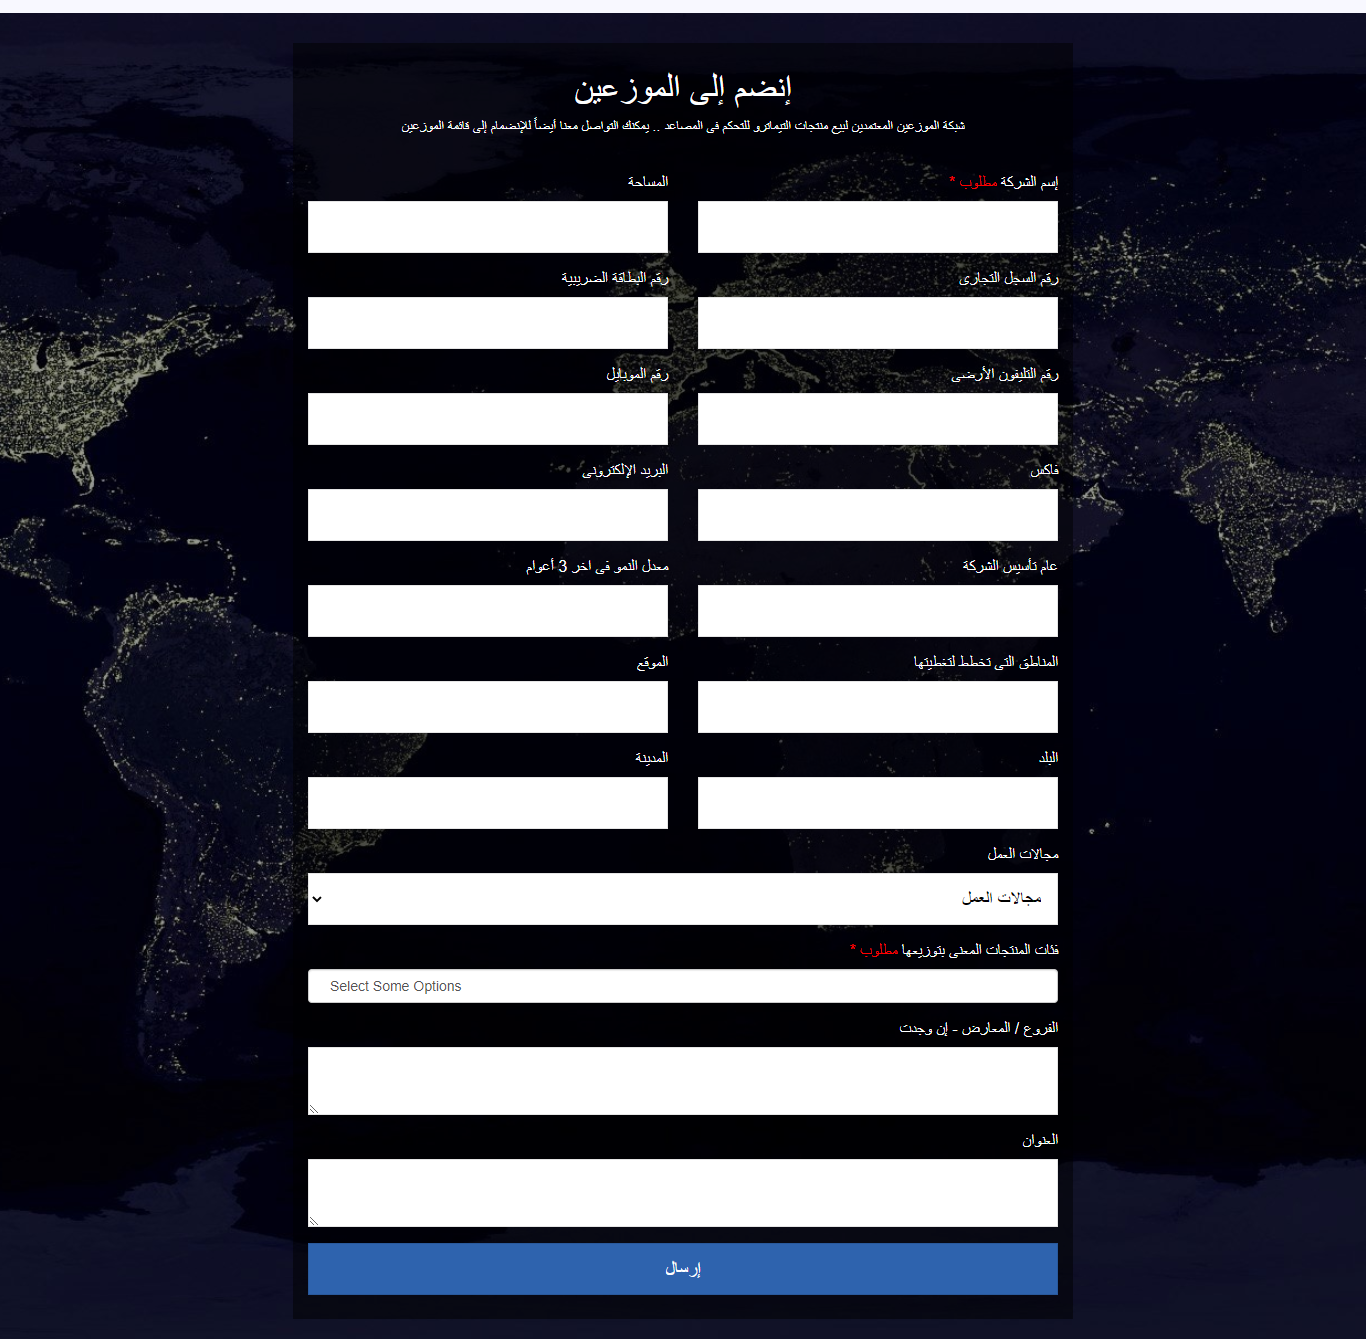 إنضم إلى الموزعين
شبكة الموزعين المعتمدين لبيع منتجات التيماترو للتحكم فى المصاعد .. يمكنك التواصل معنا أيضاً للإنضمام إلى قائمة الموزعين
إسم الشركة مطلوب *
المساحة
رقم السجل التجارى
رقم البطاقة الضريبية
رقم التليفون الأرضى
رقم الموبايل
فاكس
البريد الإلكترونى
عام تأسيس الشركة
معدل النمو فى اخر 3 أعوام
المناطق التى تخطط لتغطيتها
الموقع
البلد
المدينة
مجالات العمل
مجالات العمل
فئات المنتجات المعنى بتوزيعها مطلوب *
Select Some Options
الفروع / المعارض - إن وجدت
العنوان
إرسال